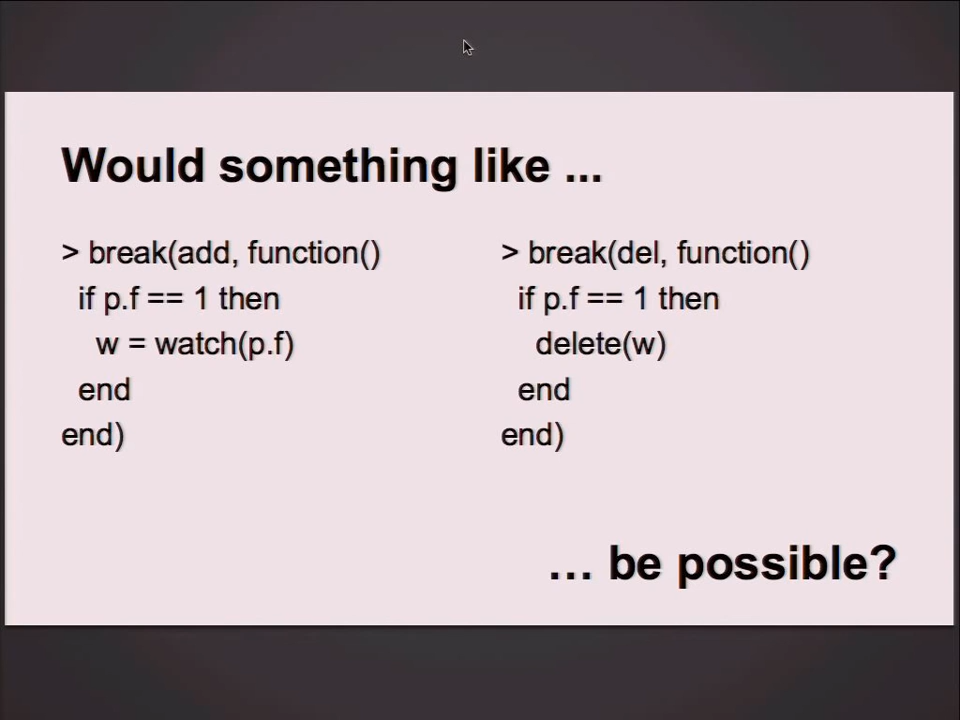 Would something like ...
> break(add, function()
if p.f == 1 then
w = watch(p.f)
end
end)
> break(del, function()
if p.f == 1 then
delete(w)
end
end)
... be possible?